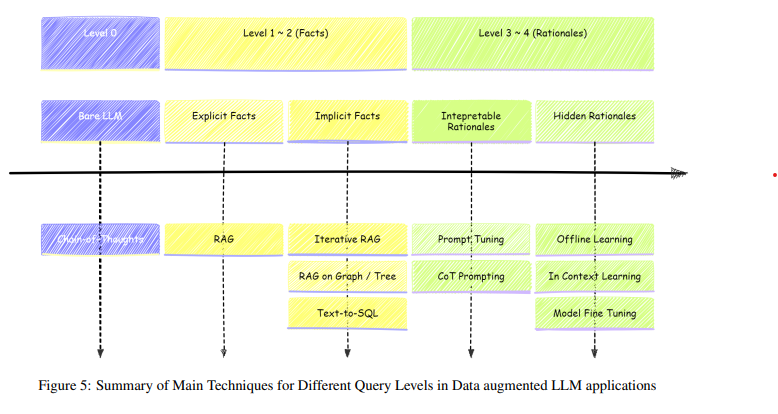 Level 0
Level 1 ~ 2 (Facts)
Level 3 ~ 4 (Rationales)
Bare LLM
Explicit Facts
Implicit Facts
Intepretable
Rationales
Hidden Rationales
Chain-of-Thoughts
RAG
Iterative RAG
Prompt Tuning
Offline Learning
RAG on Graph / Tree
CoT Prompting
In Context Learning
Text-to-SQL
Model Fine Tuning
Figure 5: Summary of Main Techniques for Different Query Levels in Data augmented LLM applications